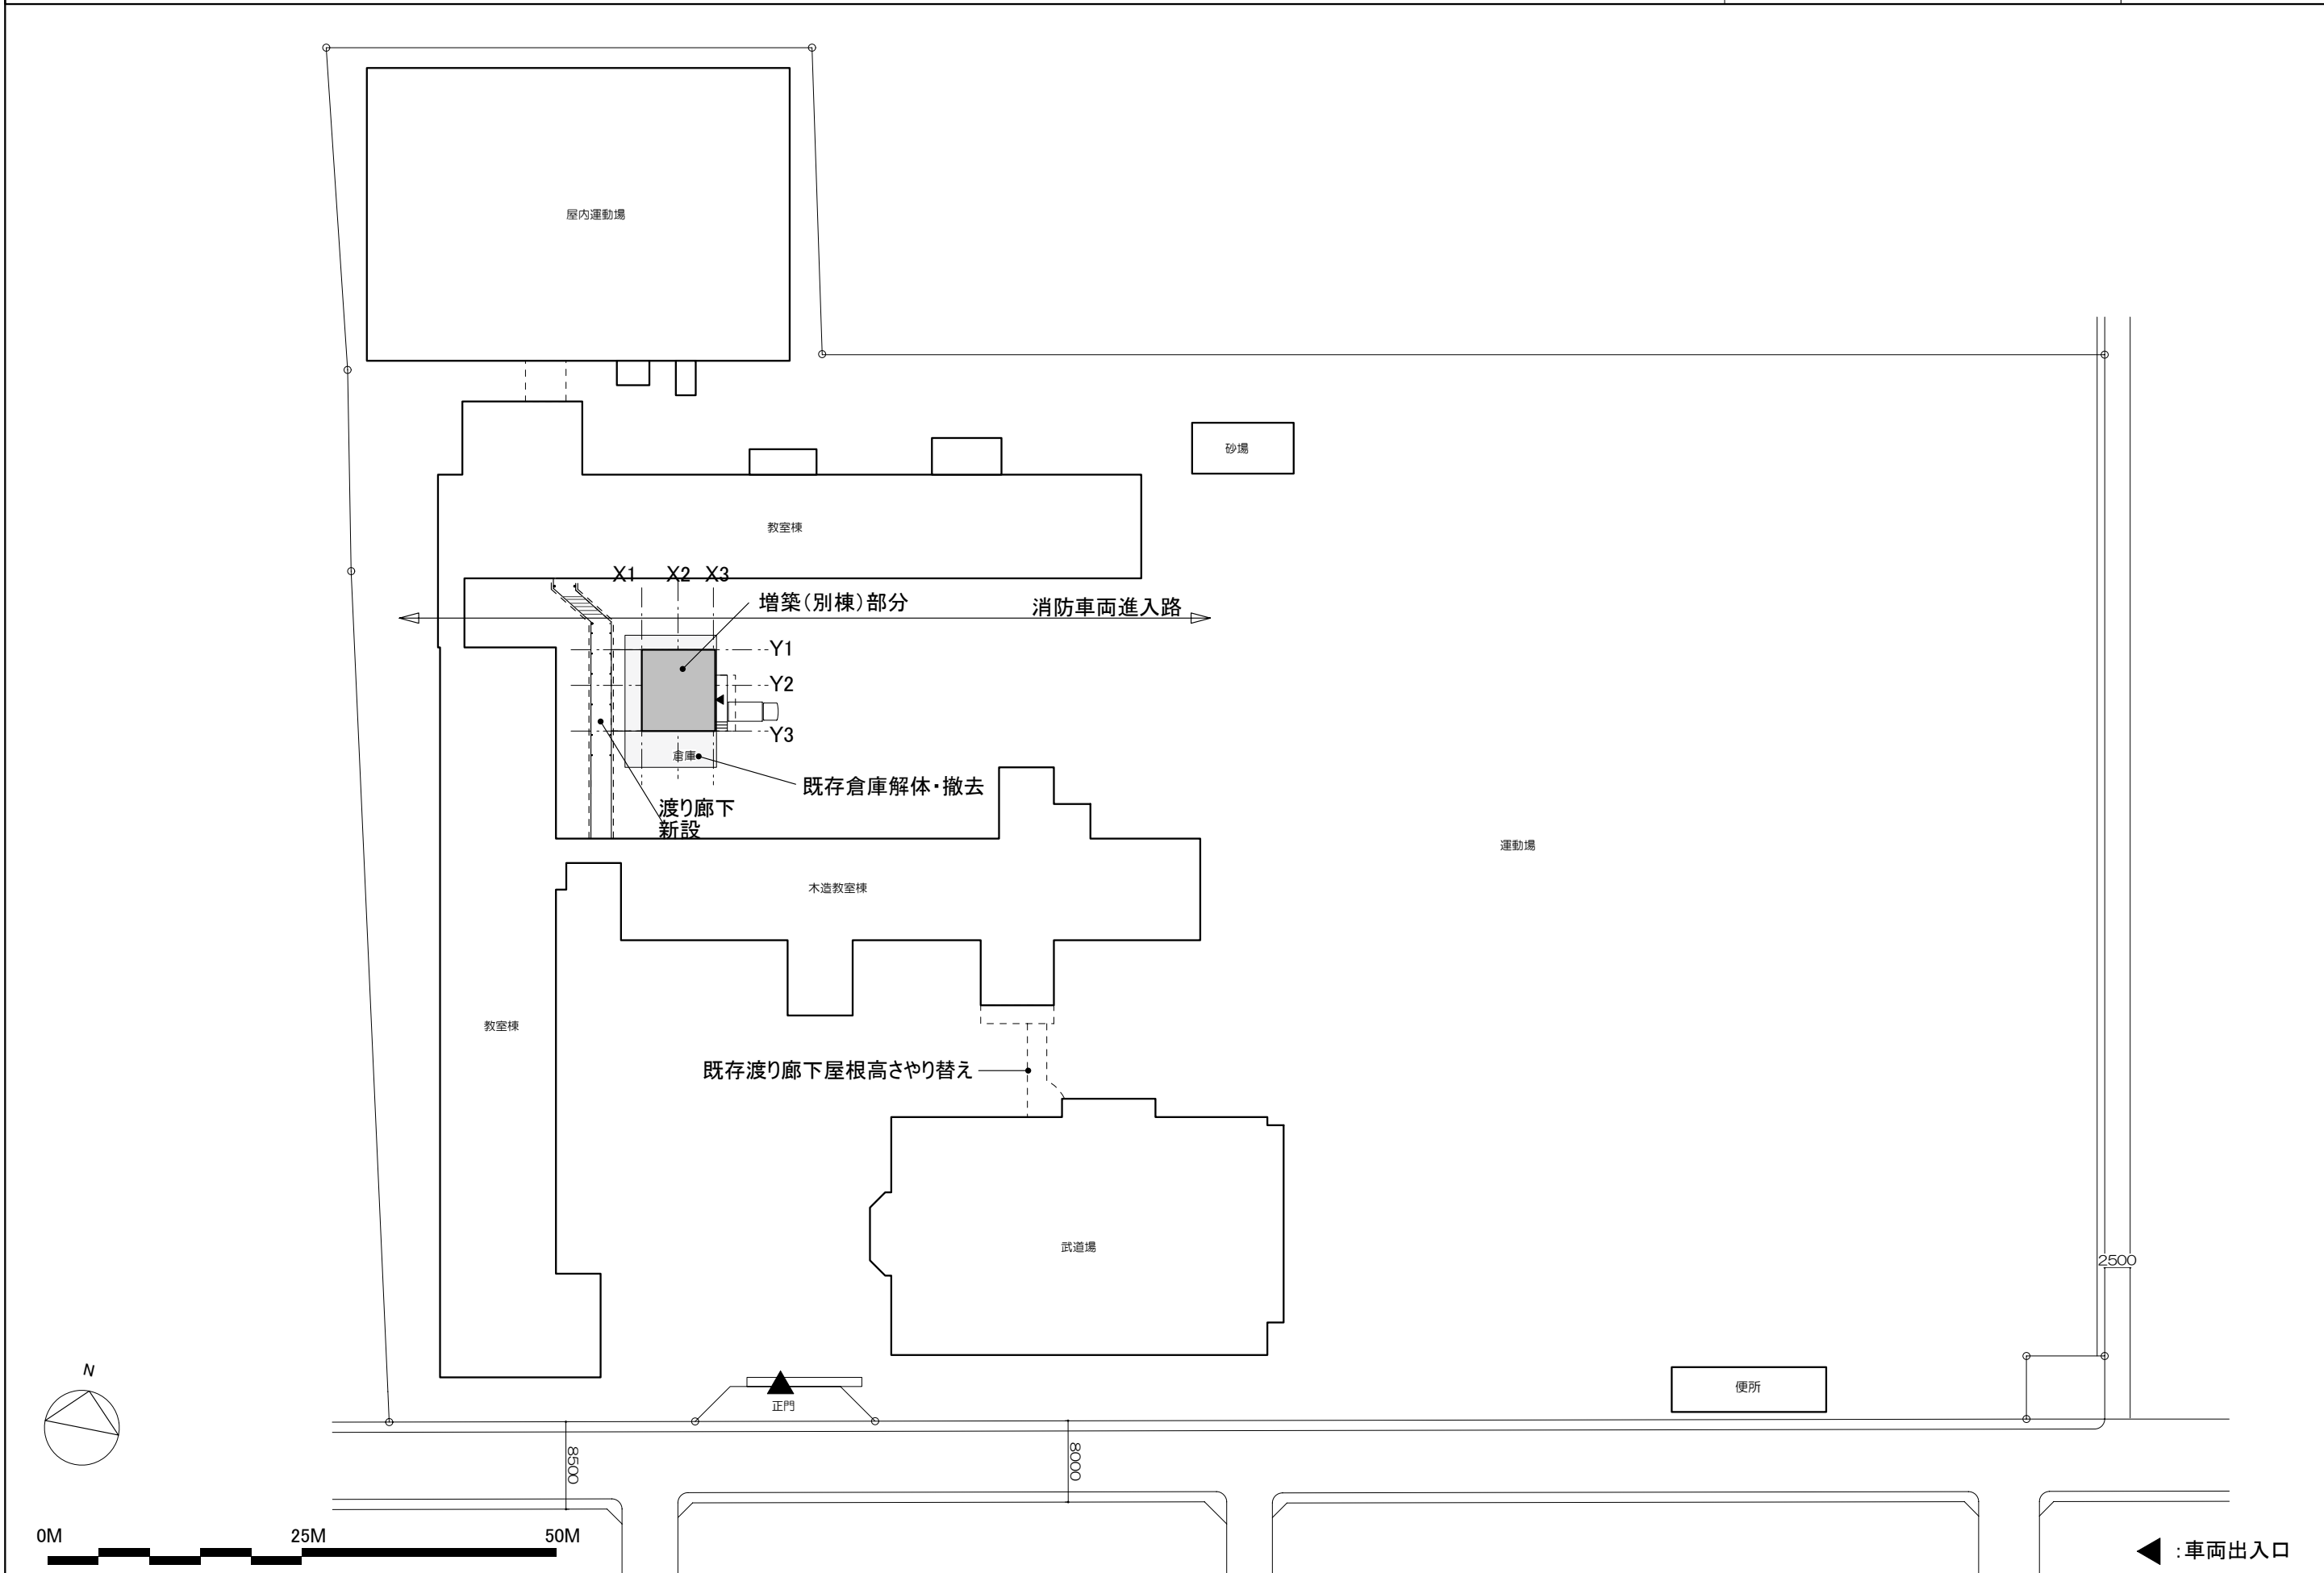 屋内運動場
砂場
教室棟
X1 X2 X3
増築(別棟)部分
消防車両進入路
Y1
Y2
Y3
倉庫
既存倉庫解体・撤去
渡り廊下
新設
運動場
木造教室棟
教室棟
既存渡り廊下屋根高さやり替え
武道場
2500
N
便所
正門
8500
8000
0M 25M 50M
:車両出入口